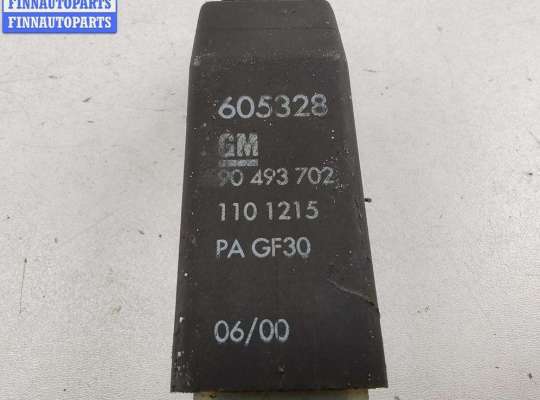 FINNAUTOPARTS
FINNAUTOPARTS
605328
GM
90 493 702
110 1215
PA GF30
06/00